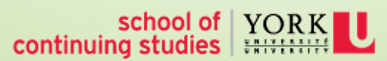 school of
continuing studies
YORK
UNIVERSITÉ
UNIVERSITY
U